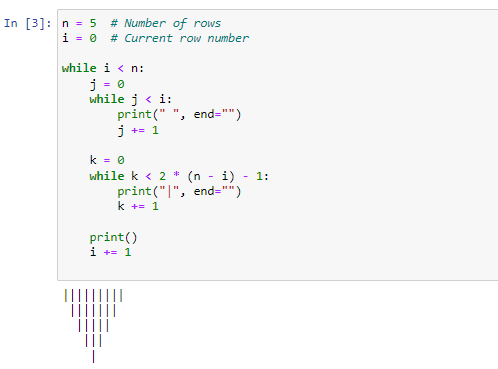 In [3]: n = 5  # Number of rows
        i = 0  # Current row number

        while i < n:
            j = 0
            while j < i:
                print(" ", end="")
                j += 1

            k = 0
            while k < 2 * (n - i) - 1:
                print("|", end="")
                k += 1

            print()
            i += 1

        |||||||||
         |||||||
          |||||
           |||
            |